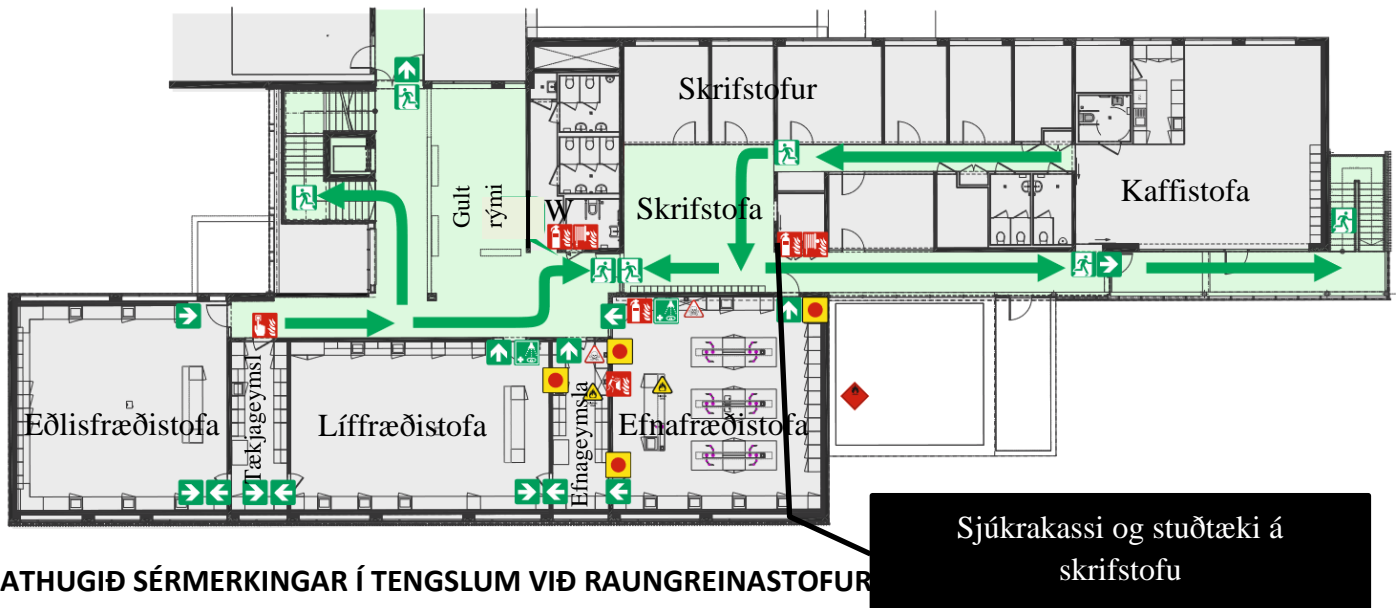 Skrifstofur
Kaffistofa
Gult
rými
W
Skrifstofa
Eðlisfræðistofa
Tækjageymsl
Líffræðistofa
Efnageymsla
Efnafræðistofa
Sjúkrakassi og stuðtæki á
skrifstofu
ATHUGIÐ SÉRMERKINGAR Í TENGSLUM VIÐ RAUNGREINASTOFUR